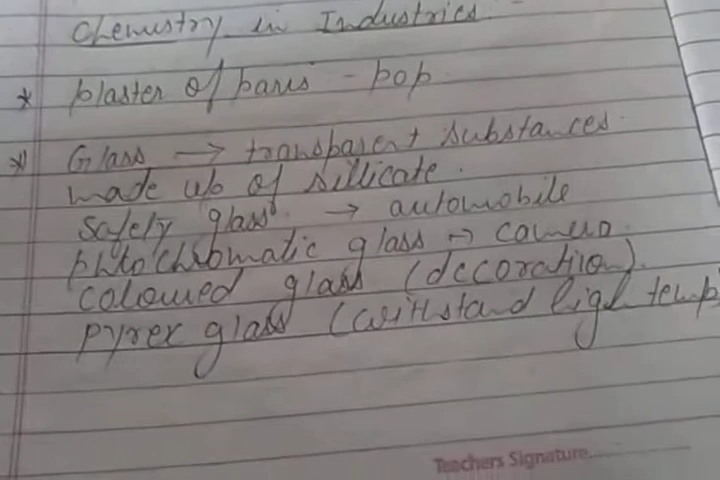 Chemistry in Industries.
* plaster of paris - pop.
* Glass → transparent substances.
made up of sillicate.
safety glass → automobile
photochromatic glass → camera.
coloured glass (decoration).
pyrex glass (withstand high temp
Teachers Signature